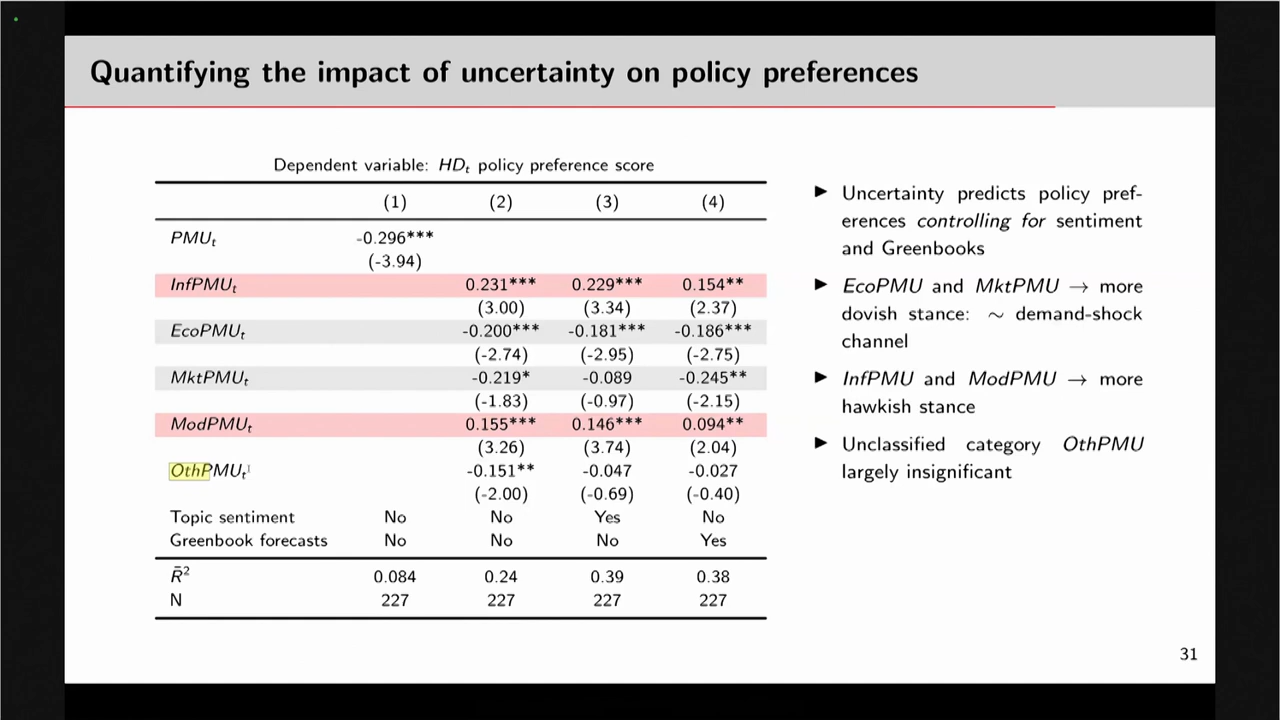 Quantifying the impact of uncertainty on policy preferences
Dependent variable: HDt policy preference score
(1) (2) (3) (4)
PMUt -0.296***
(-3.94)
InfPMUt 0.231*** 0.229*** 0.154**
(3.00) (3.34) (2.37)
EcoPMUt -0.200*** -0.181*** -0.186***
(-2.74) (-2.95) (-2.75)
MktPMUt -0.219* -0.089 -0.245**
(-1.83) (-0.97) (-2.15)
ModPMUt 0.155*** 0.146*** 0.094**
(3.26) (3.74) (2.04)
OthPMUt -0.151** -0.047 -0.027
(-2.00) (-0.69) (-0.40)
Topic sentiment No No Yes No
Greenbook forecasts No No No Yes
R̄² 0.084 0.24 0.39 0.38
N 227 227 227 227
▶ Uncertainty predicts policy pref-
erences controlling for sentiment
and Greenbooks
▶ EcoPMU and MktPMU → more
dovish stance: ∼ demand-shock
channel
▶ InfPMU and ModPMU → more
hawkish stance
▶ Unclassified category OthPMU
largely insignificant
31